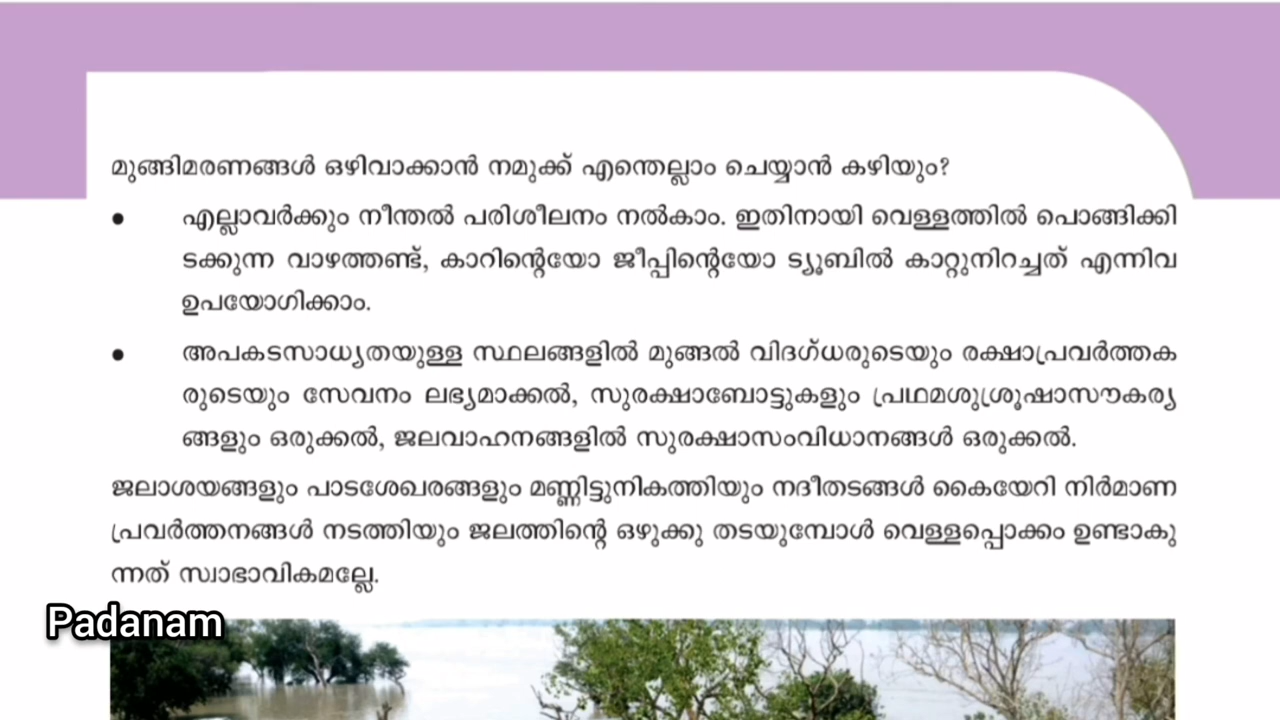 മുങ്ങിമരണങ്ങൾ ഒഴിവാക്കാൻ നമുക്ക് എന്തെല്ലാം ചെയ്യാൻ കഴിയും?
● എല്ലാവർക്കും നീന്തൽ പരിശീലനം നൽകാം. ഇതിനായി വെള്ളത്തിൽ പൊങ്ങിക്കി
ടക്കുന്ന വാഴത്തണ്ട്, കാറിന്റെയോ ജീപ്പിന്റെയോ ട്യൂബിൽ കാറ്റുനിറച്ചത് എന്നിവ
ഉപയോഗിക്കാം.
● അപകടസാധ്യതയുള്ള സ്ഥലങ്ങളിൽ മുങ്ങൽ വിദഗ്ധരുടെയും രക്ഷാപ്രവർത്തക
രുടെയും സേവനം ലഭ്യമാക്കൽ, സുരക്ഷാബോട്ടുകളും പ്രഥമശുശ്രൂഷാസൗകര്യ
ങ്ങളും ഒരുക്കൽ, ജലവാഹനങ്ങളിൽ സുരക്ഷാസംവിധാനങ്ങൾ ഒരുക്കൽ.
ജലാശയങ്ങളും പാടശേഖരങ്ങളും മണ്ണിട്ടുനികത്തിയും നദീതടങ്ങൾ കൈയേറി നിർമാണ
പ്രവർത്തനങ്ങൾ നടത്തിയും ജലത്തിന്റെ ഒഴുക്കു തടയുമ്പോൾ വെള്ളപ്പൊക്കം ഉണ്ടാകു
ന്നത് സ്വാഭാവികമല്ലേ.
Padanam